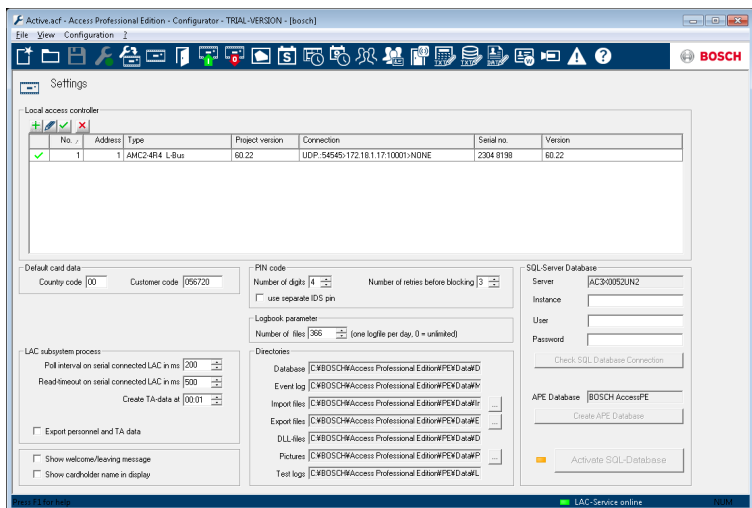 Active.acf - Access Professional Edition - Configurator - TRIAL-VERSION - [bosch]
File View Configuration ?
BOSCH
Settings
Local access controller
No. Address Type Project version Connection Serial no. Version
1 1 AMC2-4R4 L-Bus 60.22 UDP:54545>172.18.1.17:10001>NONE 2304 8198 60.22
Default card data
Country code 00 Customer code 056720
PIN code
Number of digits 4 Number of retries before blocking 3
use separate IDS pin
Logbook parameter
Number of files 366 (one logfile per day, 0 = unlimited)
LAC subsystem process
Poll interval on serial connected LAC in ms 200
Read-timeout on serial connected LAC in ms 500
Create TA-data at 00:01
Export personnel and TA data
Show welcome/leaving message
Show cardholder name in display
Directories
Database C:¥BOSCH¥Access Professional Edition¥PE¥Data¥D
Event log C:¥BOSCH¥Access Professional Edition¥PE¥Data¥M
Import files C:¥BOSCH¥Access Professional Edition¥PE¥Data¥Ir ...
Export files C:¥BOSCH¥Access Professional Edition¥PE¥Data¥E ...
DLL-files C:¥BOSCH¥Access Professional Edition¥PE¥Data¥D
Pictures C:¥BOSCH¥Access Professional Edition¥PE¥Data¥P ...
Test logs C:¥BOSCH¥Access Professional Edition¥PE¥Data¥L
SQL-Server Database
Server AC3X0052UN2
Instance
User
Password
Check SQL Database Connection
APE Database BOSCH AccessPE
Create APE Database
Activate SQL-Database
Press F1 for help LAC-Service online NUM